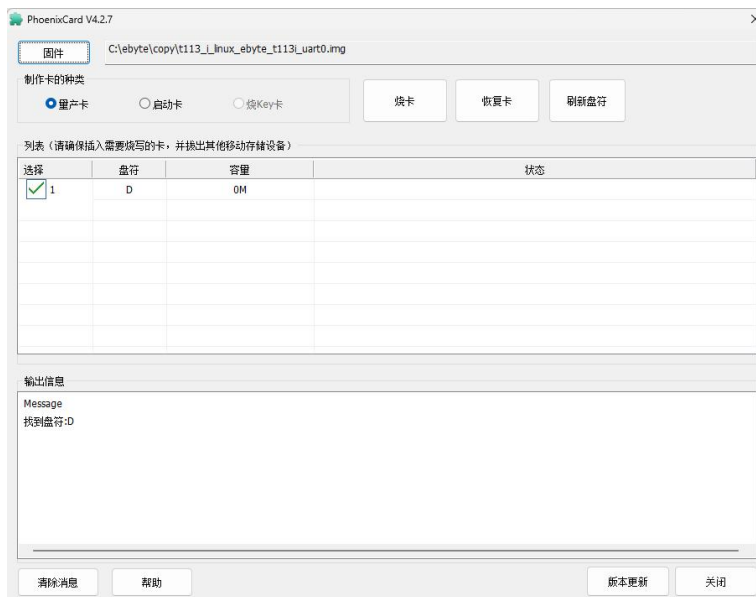 PhoenixCard V4.2.7
固件
C:\ebyte\copy\t113_i_linux_ebyte_t113i_uart0.img
制作卡的种类
量产卡 启动卡 烧Key卡
烧卡 恢复卡 刷新盘符
列表（请确保插入需要烧写的卡，并拔出其他移动存储设备）
选择 盘符 容量 状态
1 D 0M
输出信息
Message
找到盘符:D
清除消息 帮助 版本更新 关闭